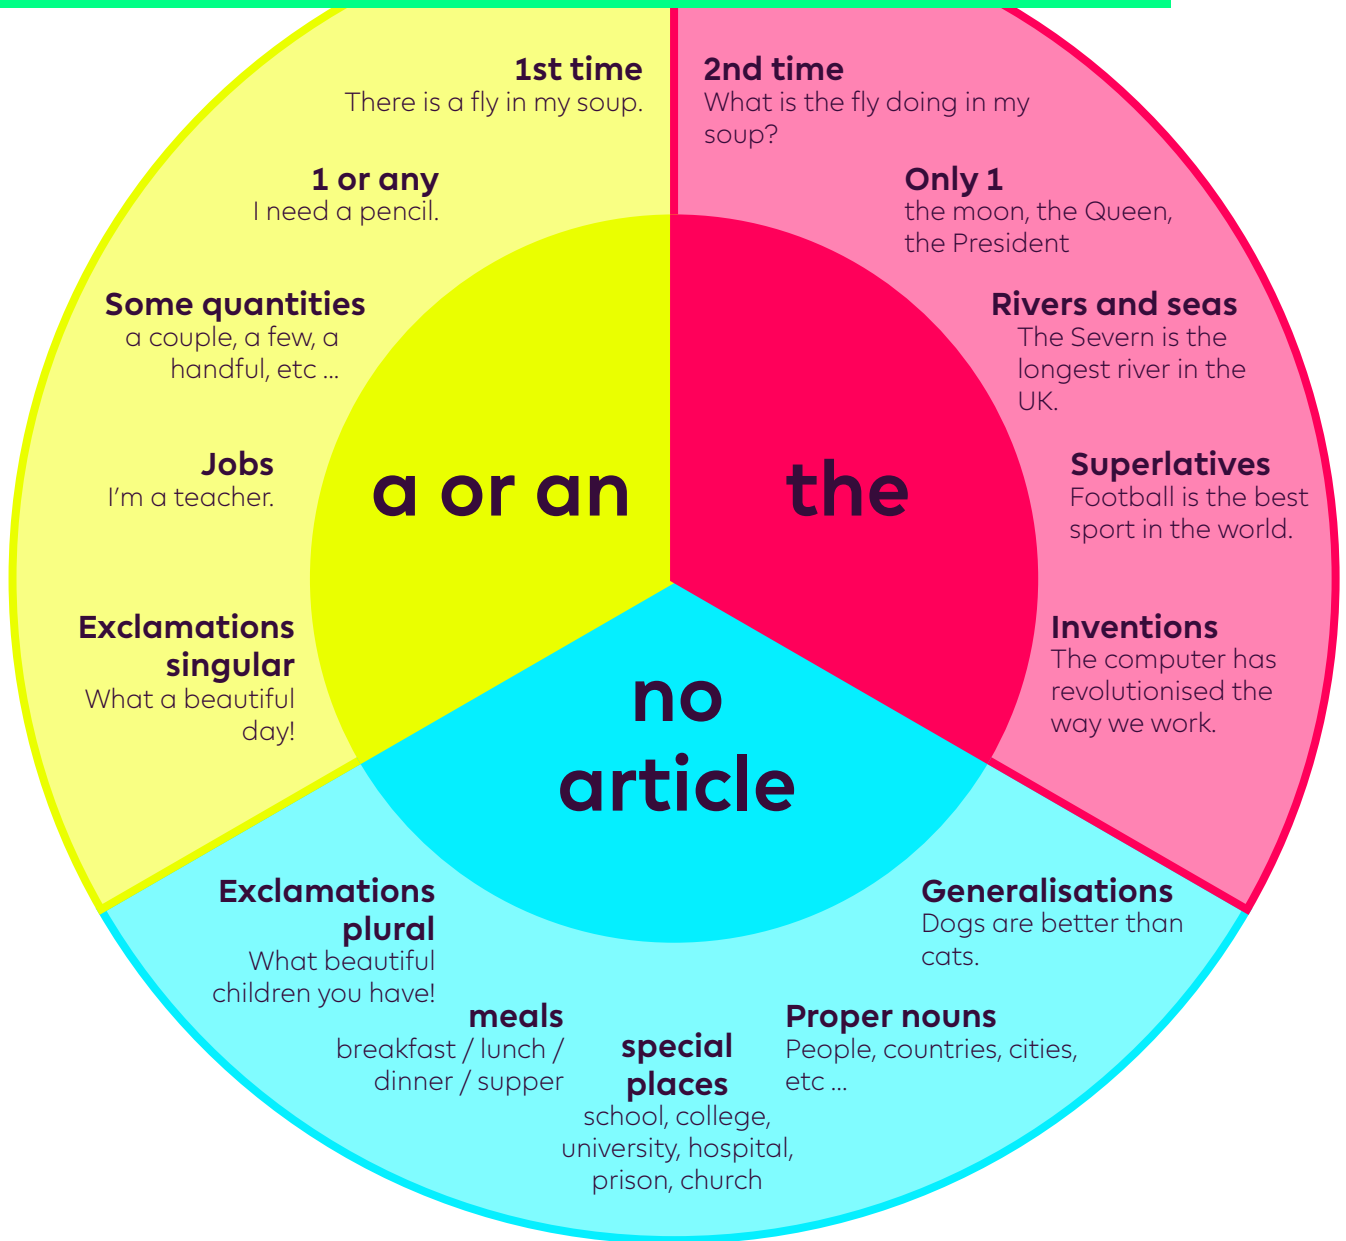 1st time
There is a fly in my soup.
1 or any
I need a pencil.
Some quantities
a couple, a few, a
handful, etc ...
Jobs
I'm a teacher.
Exclamations
singular
What a beautiful
day!
a or an
2nd time
What is the fly doing in my
soup?
Only 1
the moon, the Queen,
the President
Rivers and seas
The Severn is the
longest river in the
UK.
Superlatives
Football is the best
sport in the world.
Inventions
The computer has
revolutionised the
way we work.
the
no
article
Exclamations
plural
What beautiful
children you have!
meals
breakfast / lunch /
dinner / supper
special
places
school, college,
university, hospital,
prison, church
Proper nouns
People, countries, cities,
etc ...
Generalisations
Dogs are better than
cats.